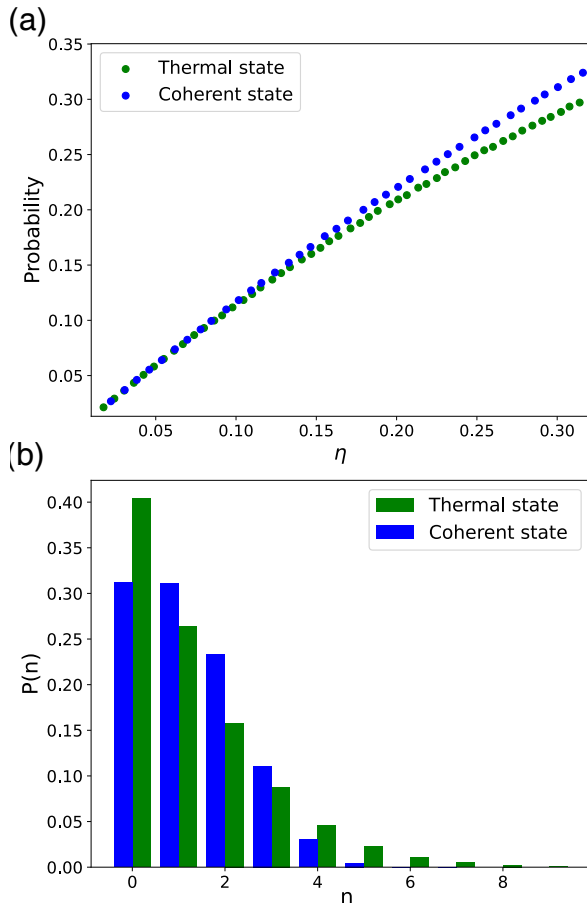 (a)
0.35
Thermal state
Coherent state
0.30
0.25
0.20
0.15
0.10
0.05
Probability
0.05 0.10 0.15 0.20 0.25 0.30
η
(b)
Thermal state
Coherent state
0.40
0.35
0.30
0.25
0.20
0.15
0.10
0.05
0.00
P(n)
0 2 4 6 8
n